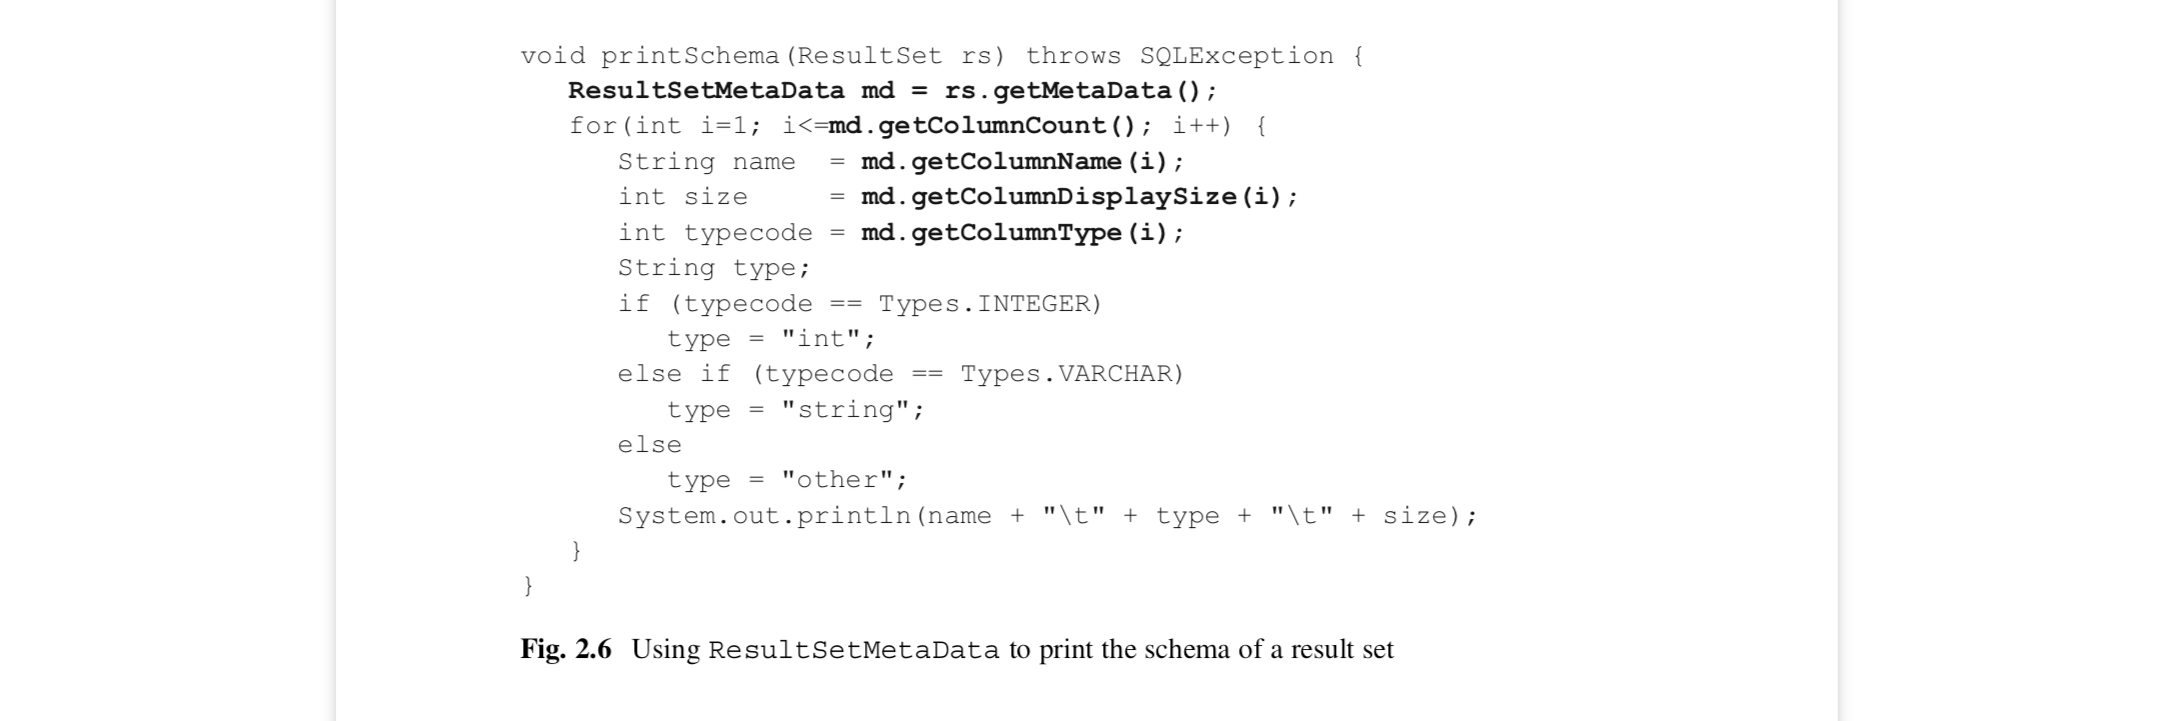 void printSchema(ResultSet rs) throws SQLException {
   ResultSetMetaData md = rs.getMetaData();
   for(int i=1; i<=md.getColumnCount(); i++) {
      String name  = md.getColumnName(i);
      int size     = md.getColumnDisplaySize(i);
      int typecode = md.getColumnType(i);
      String type;
      if (typecode == Types.INTEGER)
         type = "int";
      else if (typecode == Types.VARCHAR)
         type = "string";
      else
         type = "other";
      System.out.println(name + "\t" + type + "\t" + size);
   }
}
Fig. 2.6 Using ResultSetMetaData to print the schema of a result set